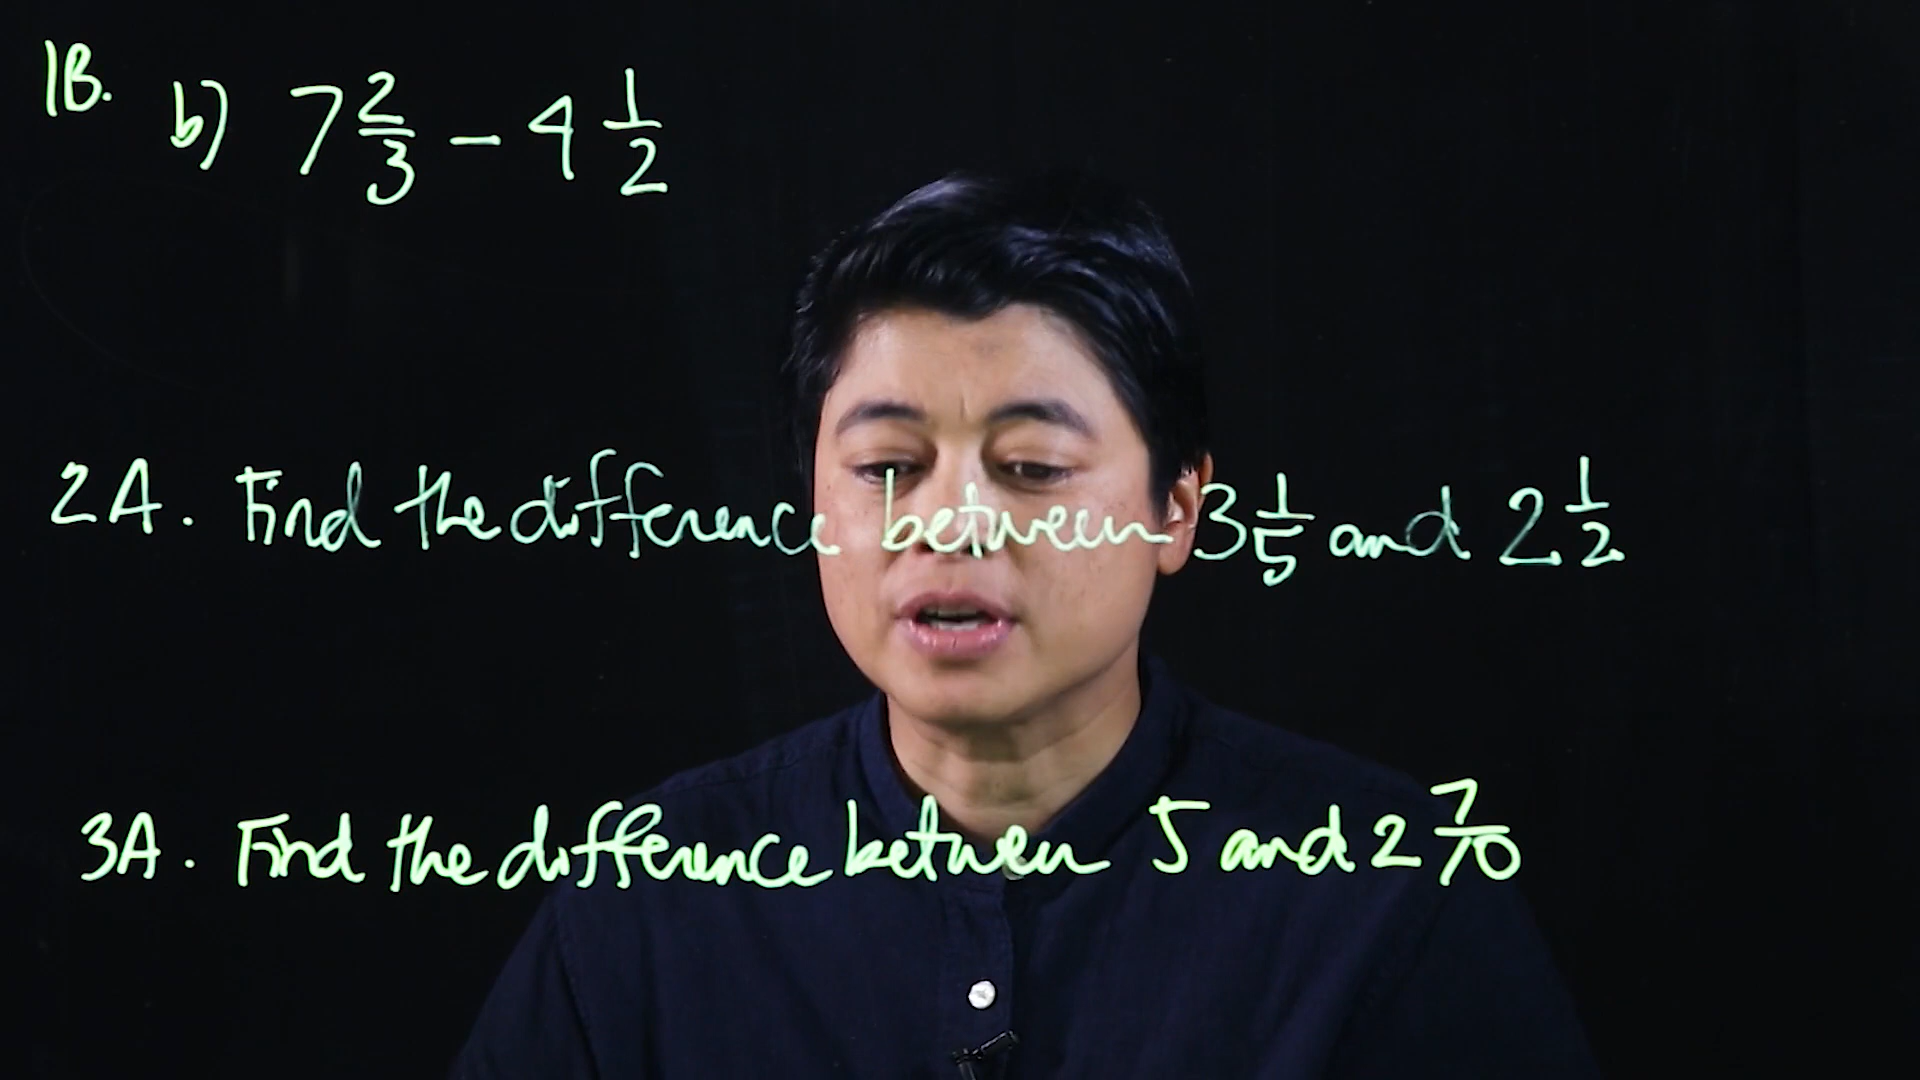 1B. b) 7 2/3 - 4 1/2
2A. Find the difference between 3 1/5 and 2 1/2
3A. Find the difference between 5 and 2 7/10